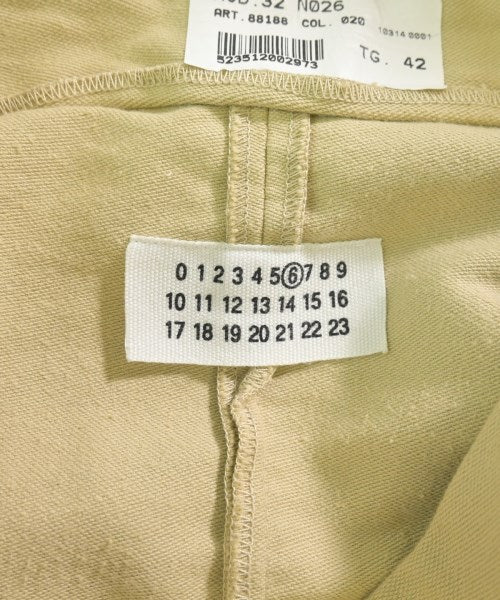 MOD.32 N026
ART.88188 COL. 020 10314 0001
523512002973 TG. 42
0 1 2 3 4 5 6 7 8 9
10 11 12 13 14 15 16
17 18 19 20 21 22 23